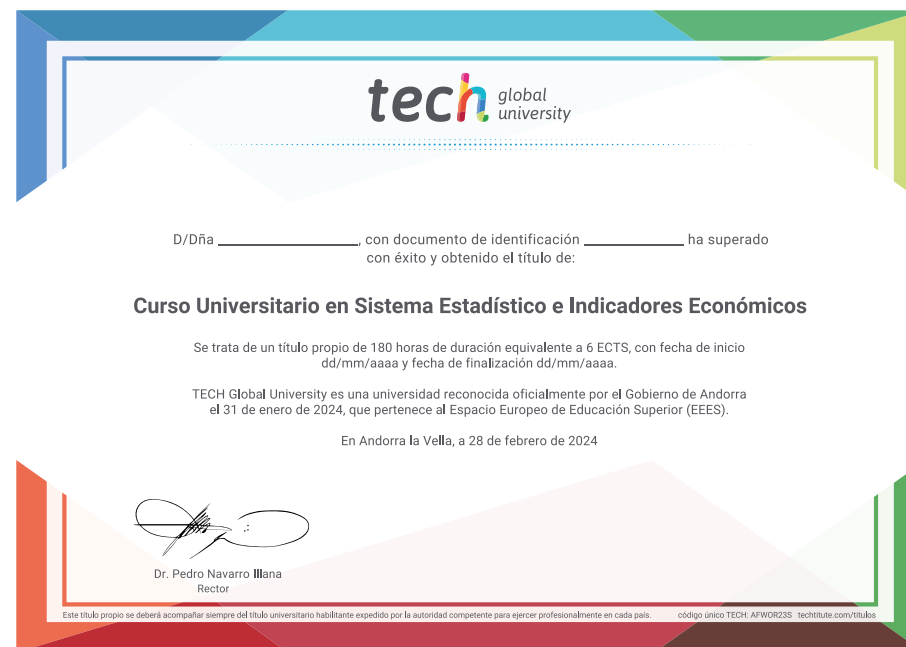 tech global university
D/Dña ____________________, con documento de identificación ______________ ha superado
con éxito y obtenido el título de:
Curso Universitario en Sistema Estadístico e Indicadores Económicos
Se trata de un título propio de 180 horas de duración equivalente a 6 ECTS, con fecha de inicio
dd/mm/aaaa y fecha de finalización dd/mm/aaaa.
TECH Global University es una universidad reconocida oficialmente por el Gobierno de Andorra
el 31 de enero de 2024, que pertenece al Espacio Europeo de Educación Superior (EEES).
En Andorra la Vella, a 28 de febrero de 2024
Dr. Pedro Navarro Illana
Rector
Este título propio se deberá acompañar siempre del título universitario habilitante expedido por la autoridad competente para ejercer profesionalmente en cada país. código único TECH: AFWOR23S techtitute.com/titulos